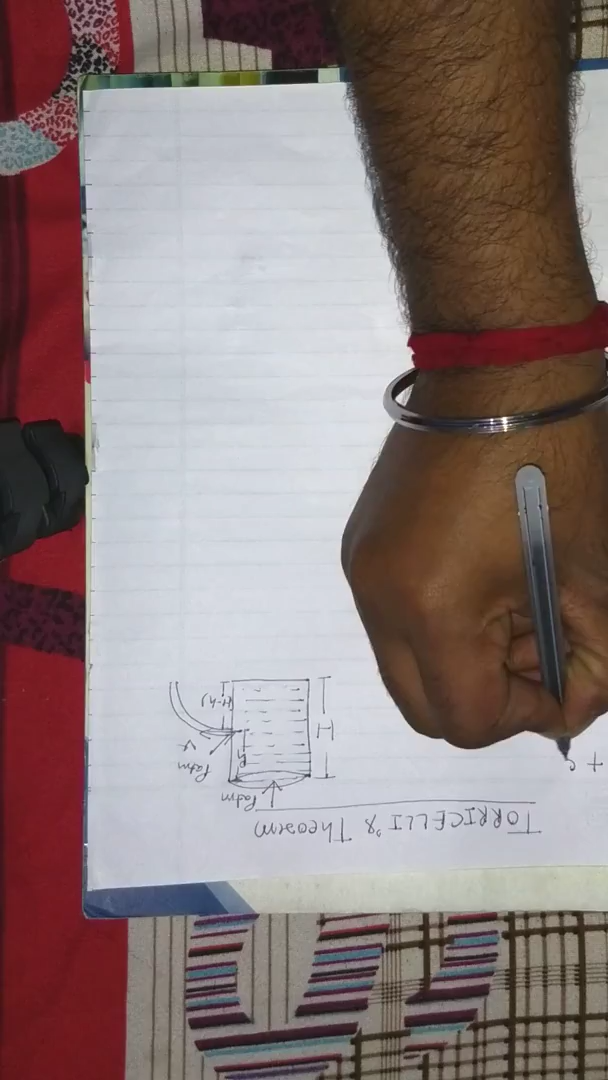 TORRICELLI's Theorem
Patm
H
h
Patm
v
(H-h)
+